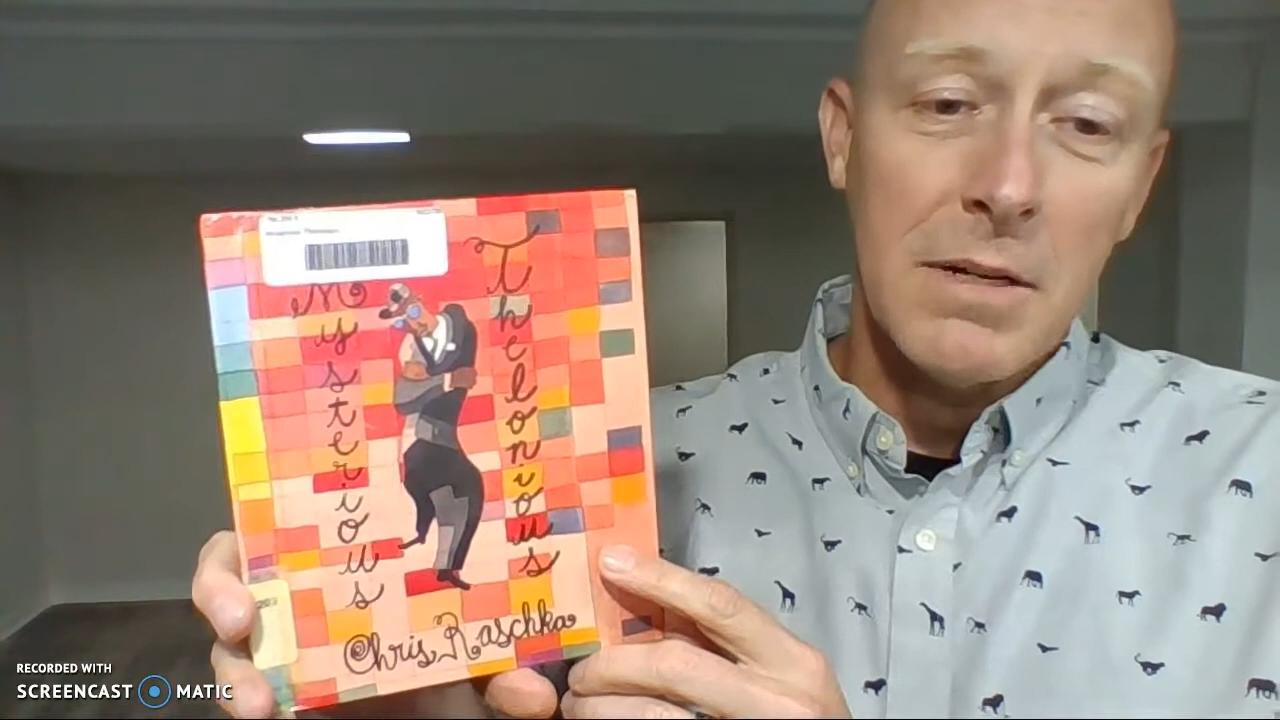 Mysterious
Thelonious
Chris Raschka
RECORDED WITH
SCREENCAST MATIC